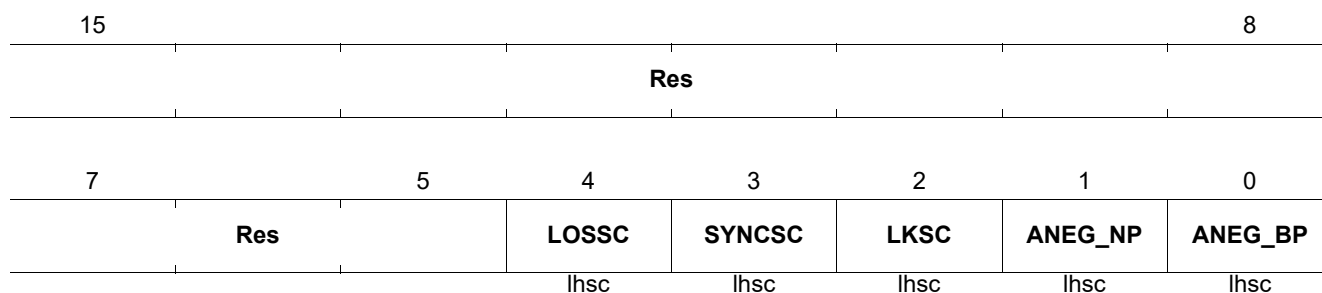 15 8
Res
7 5 4 3 2 1 0
Res LOSSC SYNCSC LKSC ANEG_NP ANEG_BP
lhsc lhsc lhsc lhsc lhsc